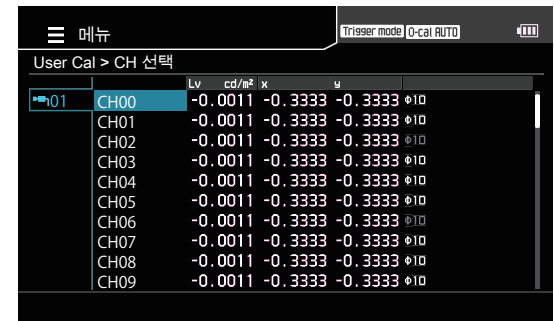 메뉴 Trigger mode 0-cal AUTO
User Cal > CH 선택
Lv cd/m² x y
01 CH00 -0.0011 -0.3333 -0.3333 Φ10
CH01 -0.0011 -0.3333 -0.3333 Φ10
CH02 -0.0011 -0.3333 -0.3333 Φ10
CH03 -0.0011 -0.3333 -0.3333 Φ10
CH04 -0.0011 -0.3333 -0.3333 Φ10
CH05 -0.0011 -0.3333 -0.3333 Φ10
CH06 -0.0011 -0.3333 -0.3333 Φ10
CH07 -0.0011 -0.3333 -0.3333 Φ10
CH08 -0.0011 -0.3333 -0.3333 Φ10
CH09 -0.0011 -0.3333 -0.3333 Φ10